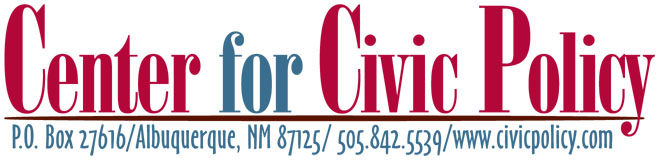 Center for Civic Policy
P.O. Box 27616/Albuquerque, NM 87125/ 505.842.5539/www.civicpolicy.com